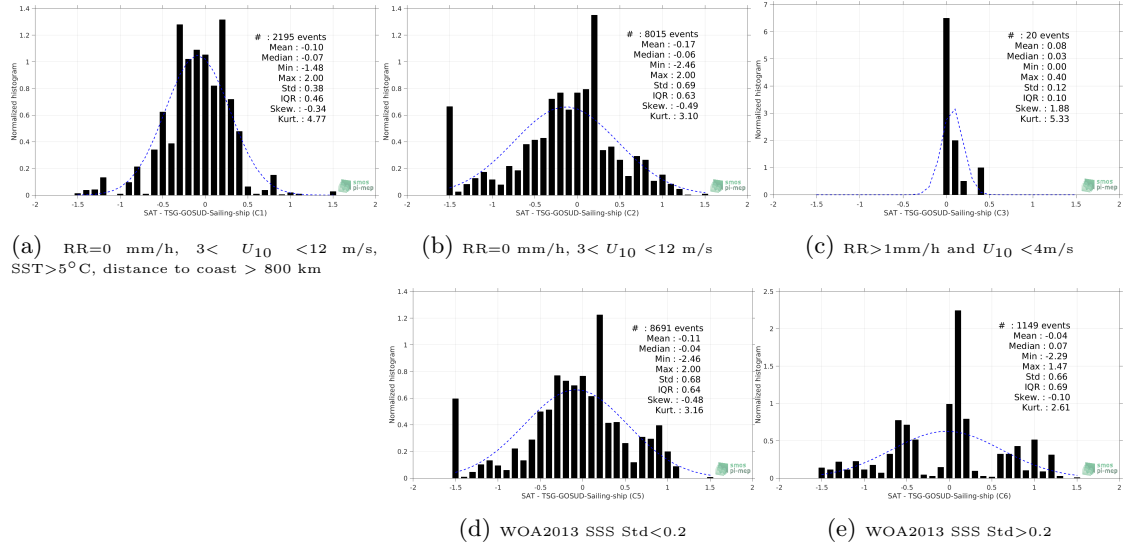 1.4
1.2
1
0.8
0.6
0.4
0.2
0
Normalized histogram
# : 2195 events
Mean : -0.10
Median : -0.07
Min : -1.48
Max : 2.00
Std : 0.38
IQR : 0.46
Skew. : -0.34
Kurt. : 4.77
smos
pi-mep
-2 -1.5 -1 -0.5 0 0.5 1 1.5 2
SAT - TSG-GOSUD-Sailing-ship (C1)
(a) RR=0 mm/h, 3< U10 <12 m/s,
SST>5°C, distance to coast > 800 km
1.4
1.2
1
0.8
0.6
0.4
0.2
0
Normalized histogram
# : 8015 events
Mean : -0.17
Median : -0.06
Min : -2.46
Max : 2.00
Std : 0.69
IQR : 0.63
Skew. : -0.49
Kurt. : 3.10
smos
pi-mep
-2 -1.5 -1 -0.5 0 0.5 1 1.5 2
SAT - TSG-GOSUD-Sailing-ship (C2)
(b) RR=0 mm/h, 3< U10 <12 m/s
7
6
5
4
3
2
1
0
Normalized histogram
# : 20 events
Mean : 0.08
Median : 0.03
Min : 0.00
Max : 0.40
Std : 0.12
IQR : 0.10
Skew. : 1.88
Kurt. : 5.33
smos
pi-mep
-2 -1.5 -1 -0.5 0 0.5 1 1.5 2
SAT - TSG-GOSUD-Sailing-ship (C3)
(c) RR>1mm/h and U10 <4m/s
1.4
1.2
1
0.8
0.6
0.4
0.2
0
Normalized histogram
# : 8691 events
Mean : -0.11
Median : -0.04
Min : -2.46
Max : 2.00
Std : 0.68
IQR : 0.64
Skew. : -0.48
Kurt. : 3.16
smos
pi-mep
-2 -1.5 -1 -0.5 0 0.5 1 1.5 2
SAT - TSG-GOSUD-Sailing-ship (C5)
(d) WOA2013 SSS Std<0.2
2.5
2
1.5
1
0.5
0
Normalized histogram
# : 1149 events
Mean : -0.04
Median : 0.07
Min : -2.29
Max : 1.47
Std : 0.66
IQR : 0.69
Skew. : -0.10
Kurt. : 2.61
smos
pi-mep
-2 -1.5 -1 -0.5 0 0.5 1 1.5 2
SAT - TSG-GOSUD-Sailing-ship (C6)
(e) WOA2013 SSS Std>0.2